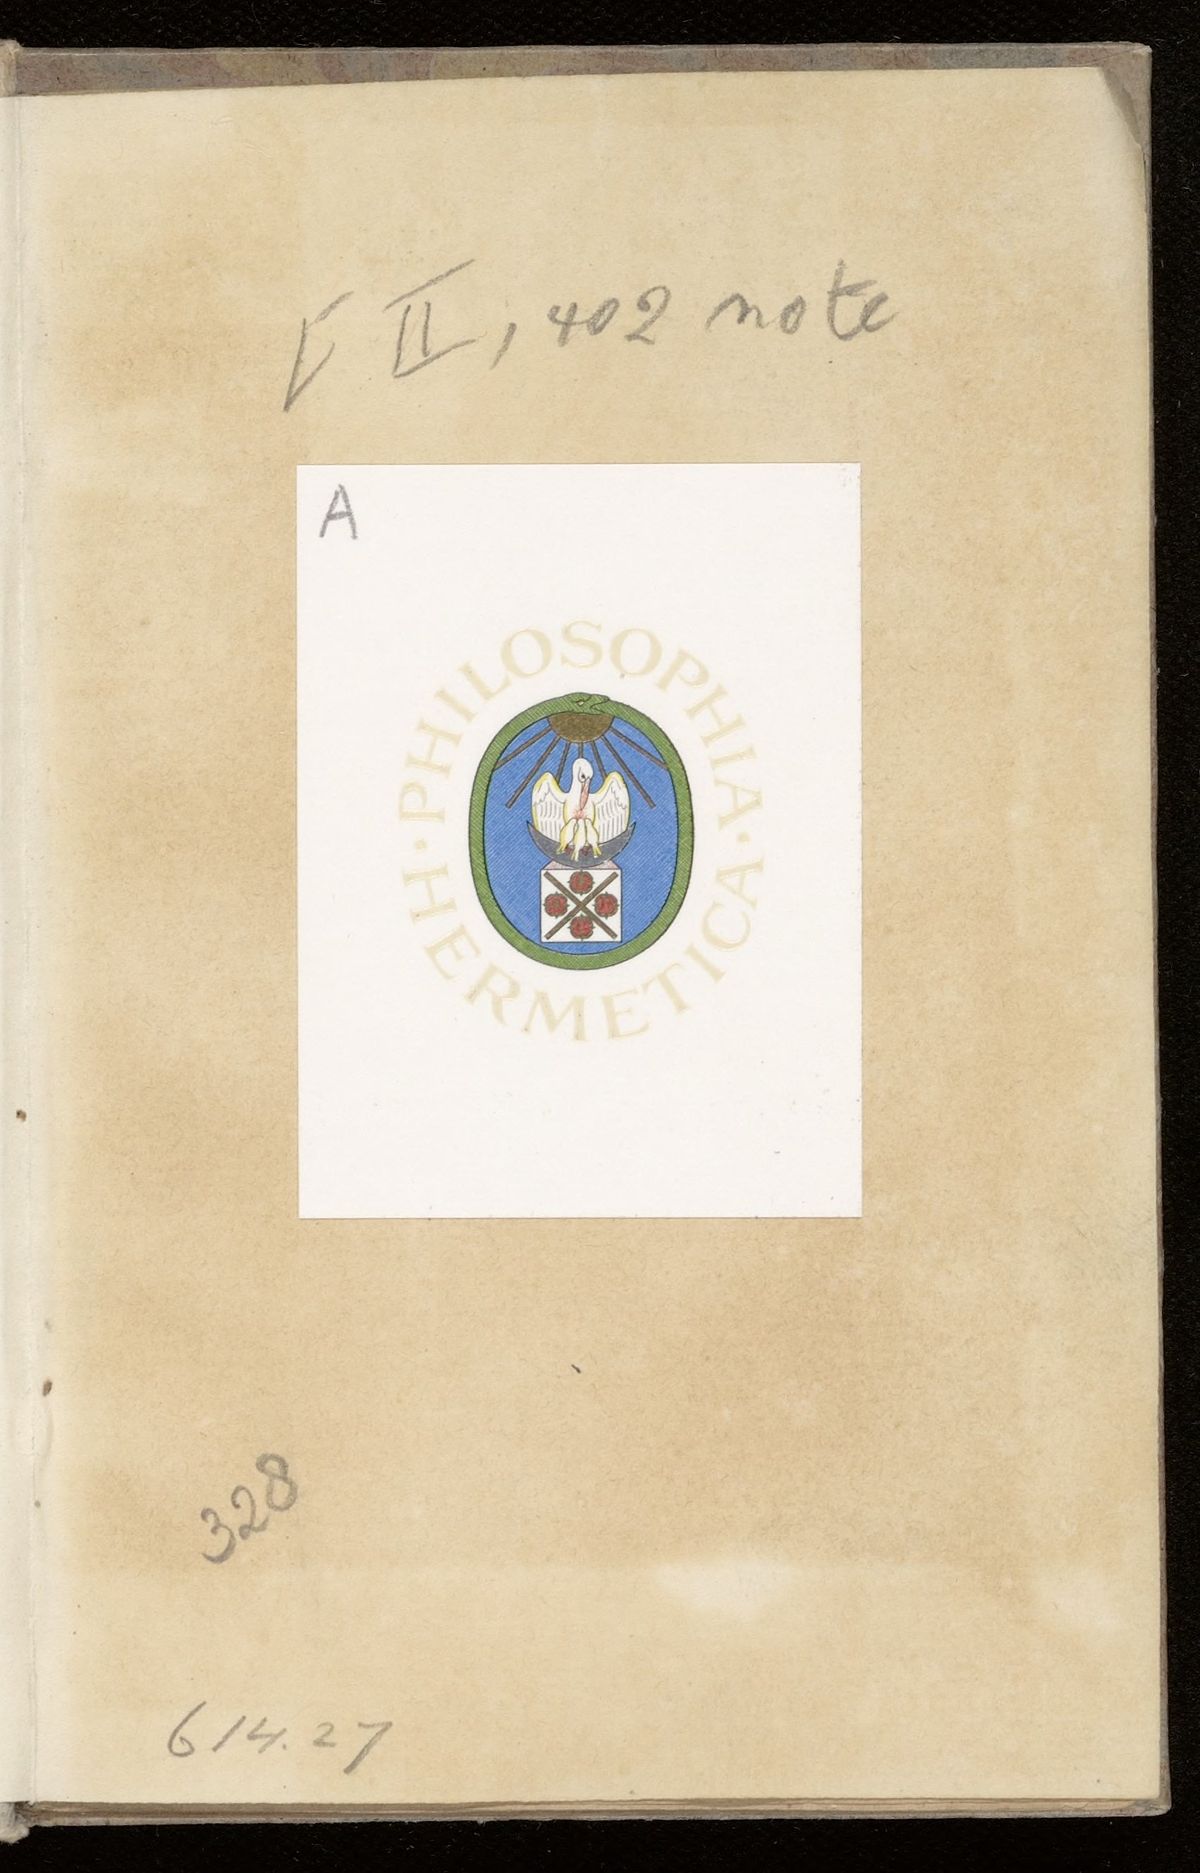 V II, 402 note
A
PHILOSOPHIA · HERMETICA ·
328
614.27